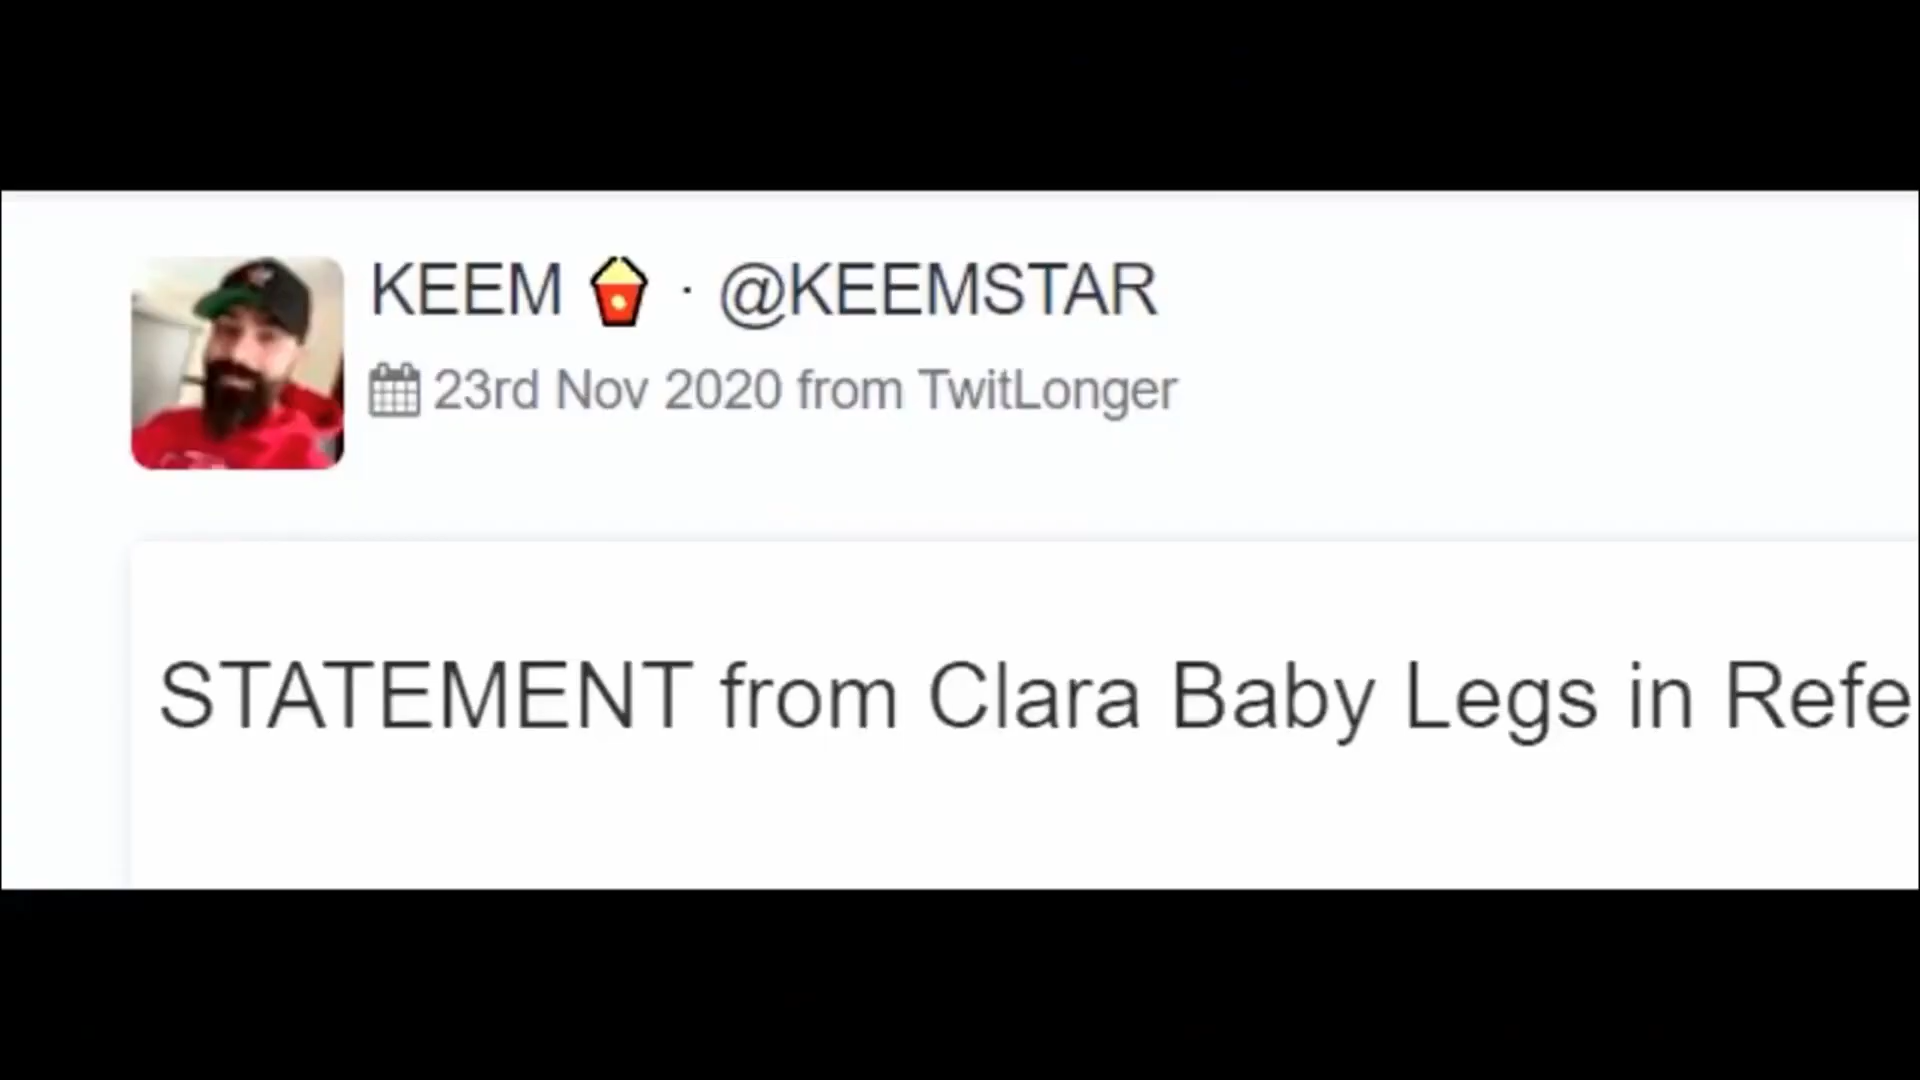 KEEM 🍿 · @KEEMSTAR
23rd Nov 2020 from TwitLonger
STATEMENT from Clara Baby Legs in Refe